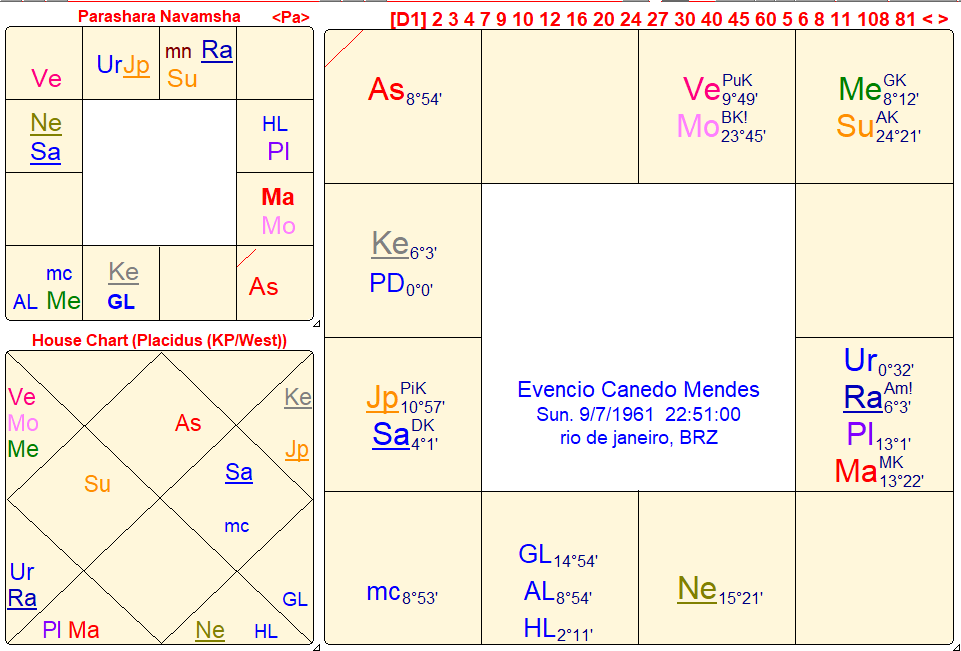 Parashara Navamsha <Pa>
Ve
UrJp
mn Ra
Su
Ne
Sa
HL
Pl
Ma
Mo
mc
AL Me
Ke
GL
As
House Chart (Placidus (KP/West))
Ve
Mo
Me
As
Ke
Jp
Su
Sa
mc
Ur
Ra
GL
Pl Ma
Ne
HL
[D1] 2 3 4 7 9 10 12 16 20 24 27 30 40 45 60 5 6 8 11 108 81 < >
As 8°54'
Ve PuK 9°49'
Mo BK! 23°45'
Me GK 8°12'
Su AK 24°21'
Ke 6°3'
PD 0°0'
Jp PiK 10°57'
Sa DK 4°1'
Evencio Canedo Mendes
Sun. 9/7/1961 22:51:00
rio de janeiro, BRZ
Ur 0°32'
Ra Am! 6°3'
Pl 13°1'
Ma MK 13°22'
mc 8°53'
GL 14°54'
AL 8°54'
HL 2°11'
Ne 15°21'